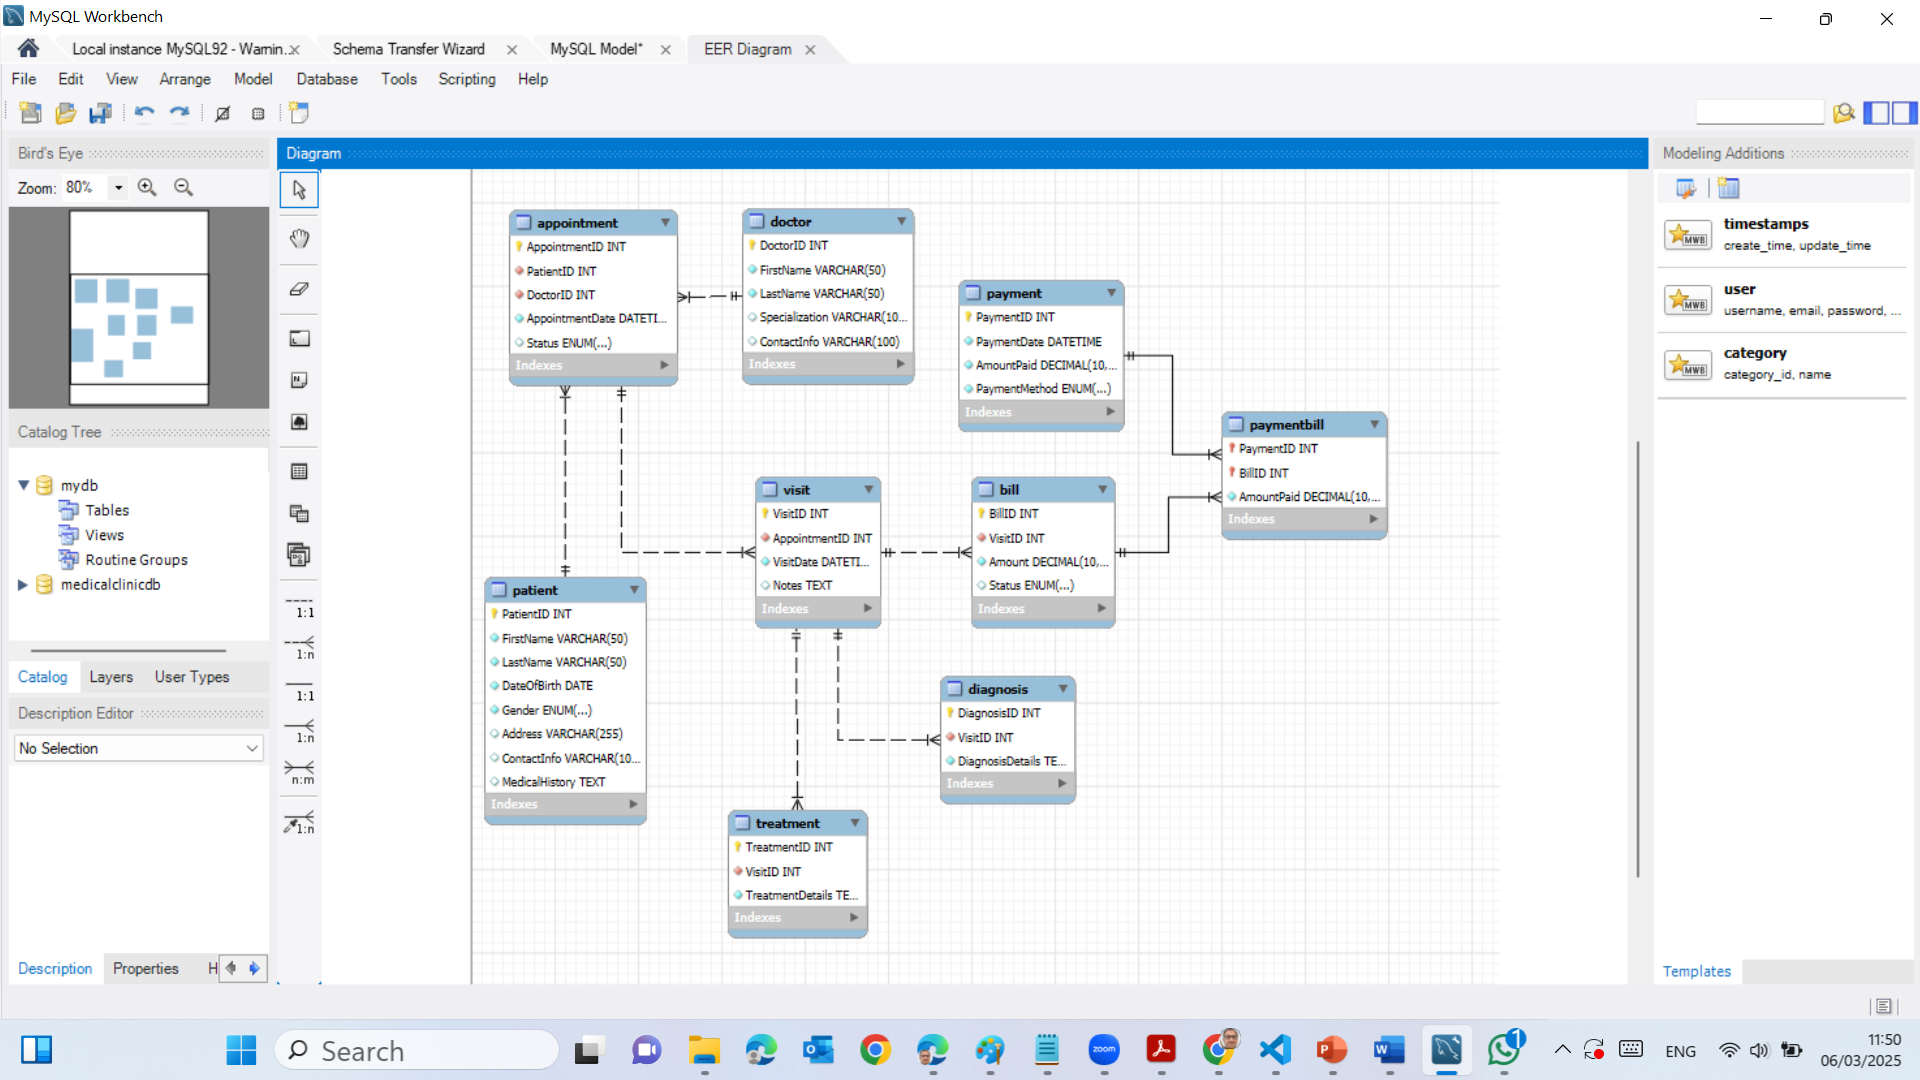 MySQL Workbench
Local instance MySQL92 - Warnin...
Schema Transfer Wizard
MySQL Model*
EER Diagram
File Edit View Arrange Model Database Tools Scripting Help
Bird's Eye
Zoom: 80%
Catalog Tree
mydb
Tables
Views
Routine Groups
medicalclinicdb
Catalog Layers User Types
Description Editor
No Selection
Description Properties H
Diagram
1:1
1:n
1:1
1:n
n:m
1:n
appointment
AppointmentID INT
PatientID INT
DoctorID INT
AppointmentDate DATETI...
Status ENUM(...)
Indexes
doctor
DoctorID INT
FirstName VARCHAR(50)
LastName VARCHAR(50)
Specialization VARCHAR(10...
ContactInfo VARCHAR(100)
Indexes
payment
PaymentID INT
PaymentDate DATETIME
AmountPaid DECIMAL(10,...
PaymentMethod ENUM(...)
Indexes
paymentbill
PaymentID INT
BillID INT
AmountPaid DECIMAL(10,...
Indexes
visit
VisitID INT
AppointmentID INT
VisitDate DATETI...
Notes TEXT
Indexes
bill
BillID INT
VisitID INT
Amount DECIMAL(10,...
Status ENUM(...)
Indexes
patient
PatientID INT
FirstName VARCHAR(50)
LastName VARCHAR(50)
DateOfBirth DATE
Gender ENUM(...)
Address VARCHAR(255)
ContactInfo VARCHAR(10...
MedicalHistory TEXT
Indexes
diagnosis
DiagnosisID INT
VisitID INT
DiagnosisDetails TE...
Indexes
treatment
TreatmentID INT
VisitID INT
TreatmentDetails TE...
Indexes
Modeling Additions
MWB
timestamps
create_time, update_time
MWB
user
username, email, password, ...
MWB
category
category_id, name
Templates
Search
zoom
1
ENG
11:50
06/03/2025